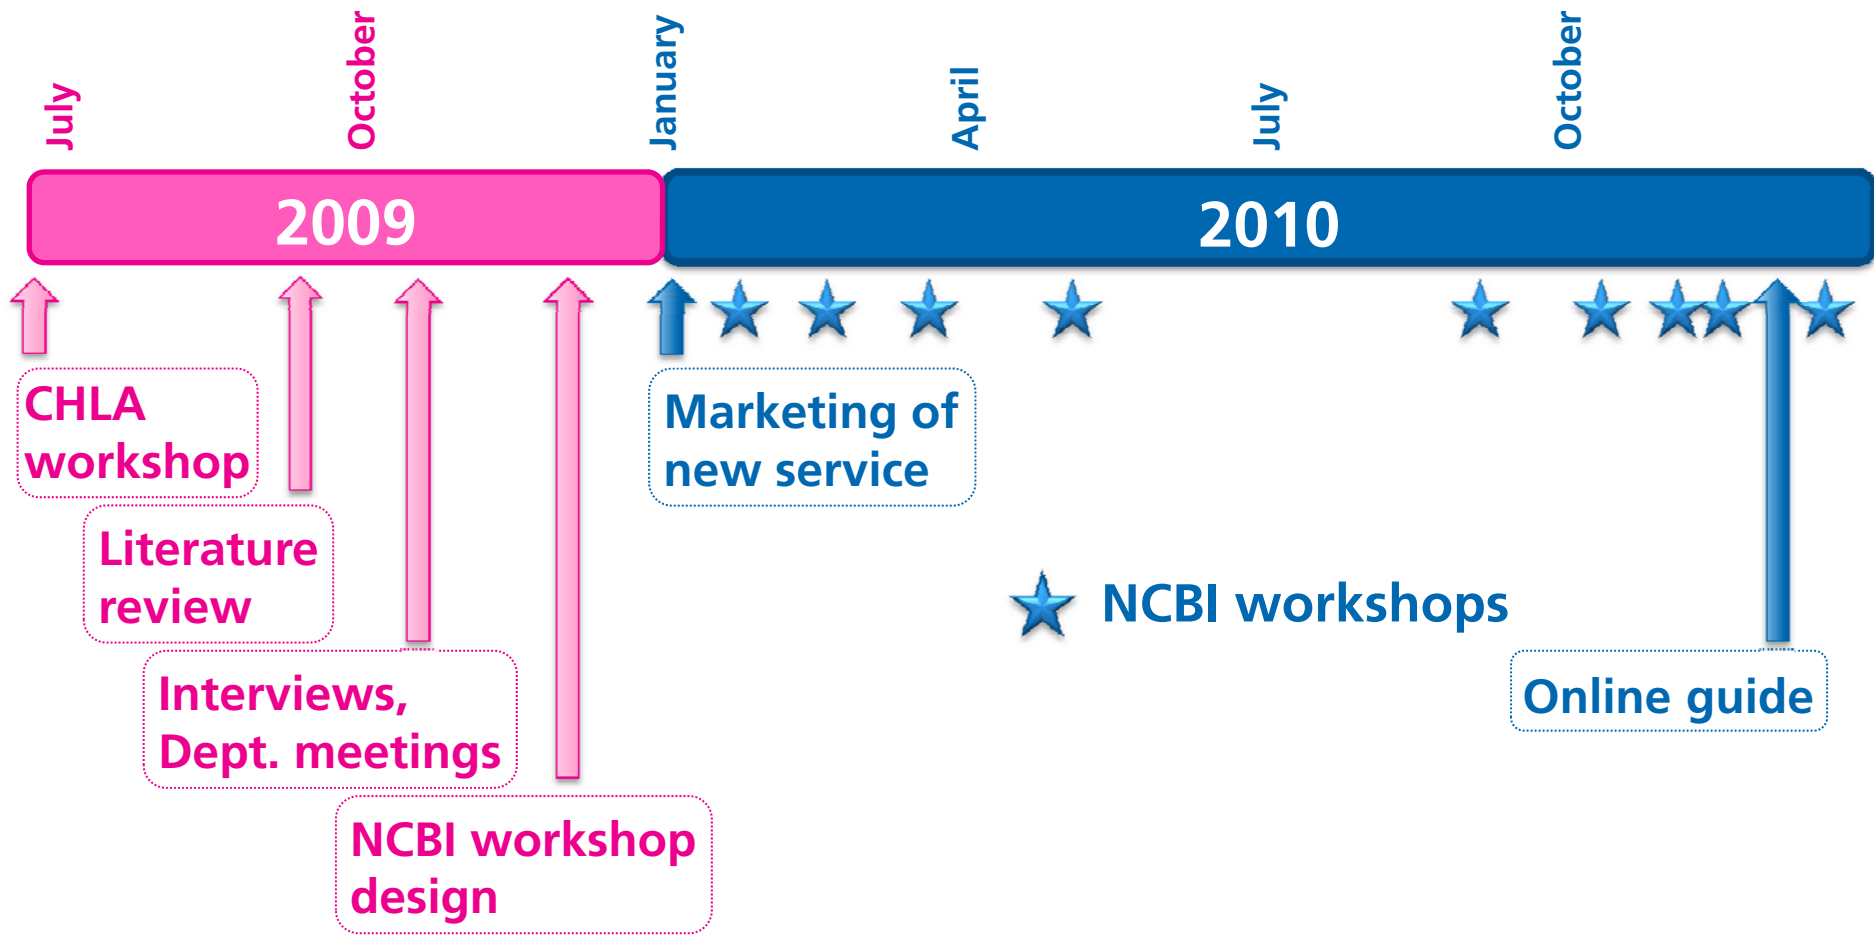 July
October
January
April
July
October
2009
2010
CHLA
workshop
Literature
review
Interviews,
Dept. meetings
NCBI workshop
design
Marketing of
new service
NCBI workshops
Online guide